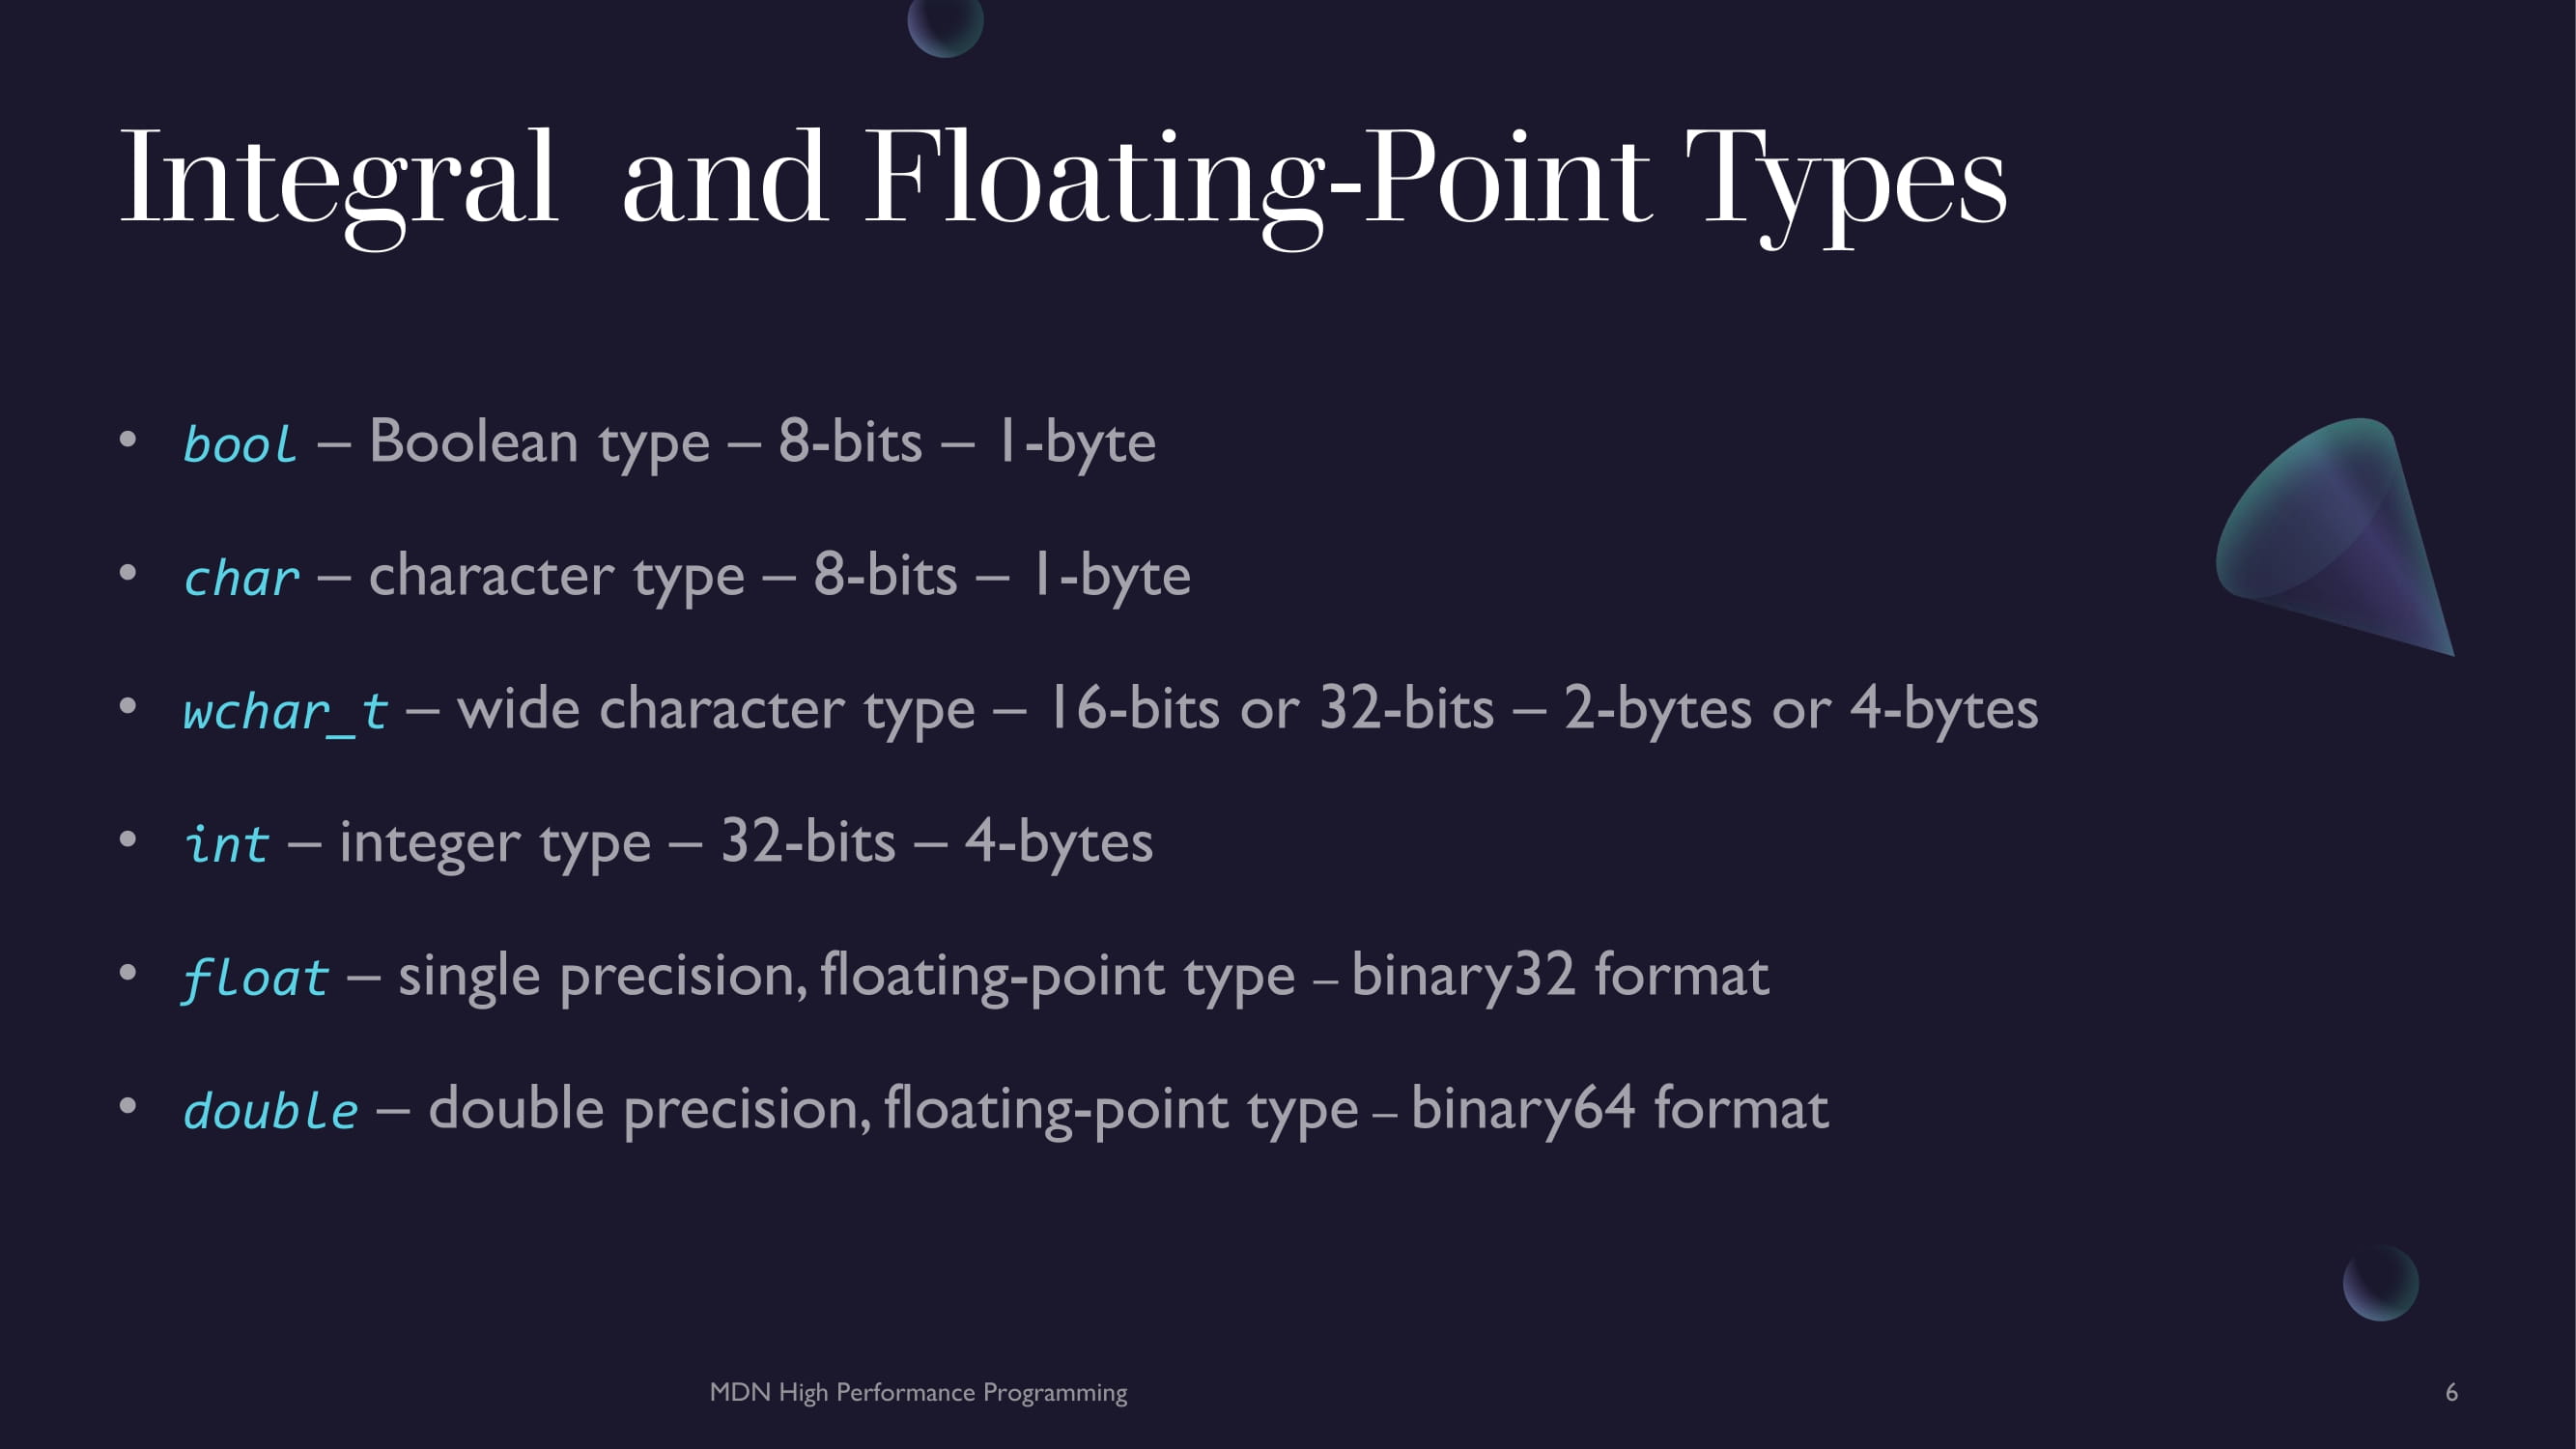 Integral  and Floating-Point Types
• bool – Boolean type – 8-bits – 1-byte
• char – character type – 8-bits – 1-byte
• wchar_t – wide character type – 16-bits or 32-bits – 2-bytes or 4-bytes
• int – integer type – 32-bits – 4-bytes
• float – single precision, floating-point type – binary32 format
• double – double precision, floating-point type – binary64 format
MDN High Performance Programming
6